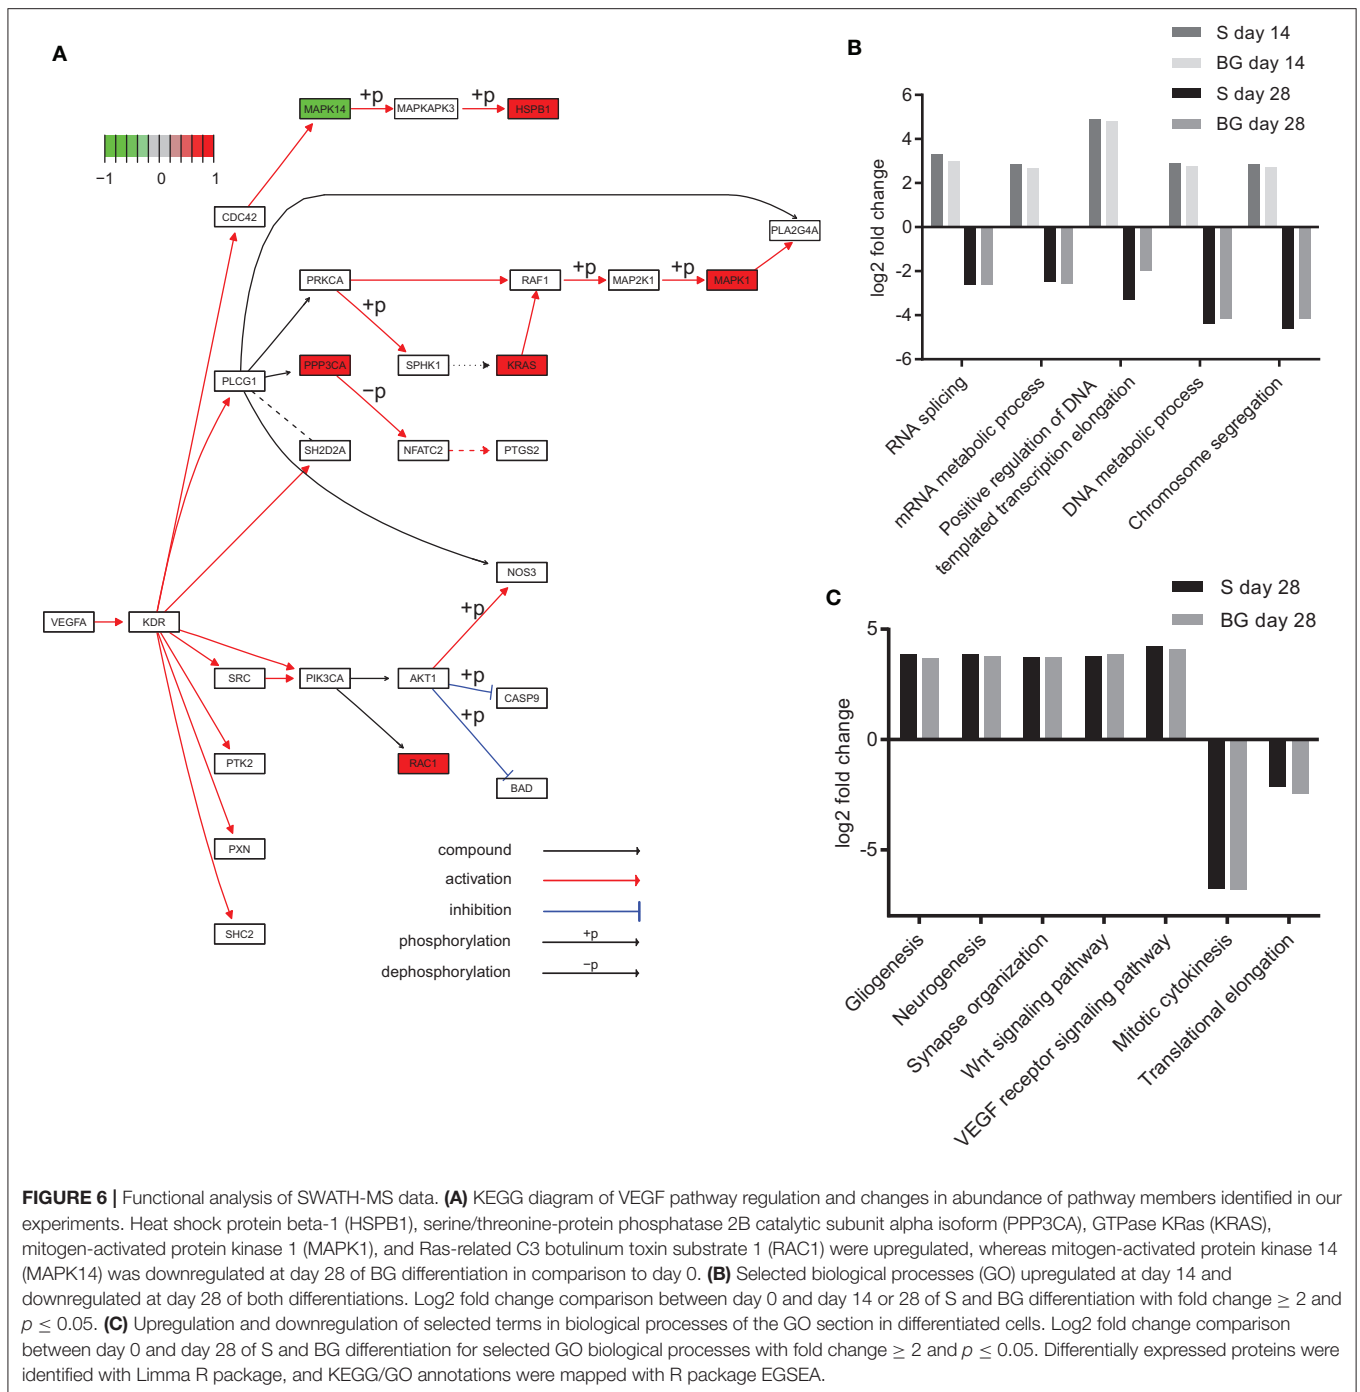 A
MAPK14
+p
MAPKAPK3
+p
HSPB1
−1
0
1
CDC42
PLA2G4A
PRKCA
RAF1
+p
MAP2K1
+p
MAPK1
+p
PPP3CA
SPHK1
KRAS
PLCG1
−p
SH2D2A
NFATC2
PTGS2
NOS3
+p
VEGFA
KDR
SRC
PIK3CA
AKT1
+p
CASP9
+p
PTK2
RAC1
BAD
PXN
SHC2
compound
activation
inhibition
phosphorylation
+p
dephosphorylation
−p
B
S day 14
BG day 14
S day 28
BG day 28
log2 fold change
6
4
2
0
-2
-4
-6
RNA splicing
mRNA metabolic process
Positive regulation of DNA
templated transcription elongation
DNA metabolic process
Chromosome segregation
C
S day 28
BG day 28
log2 fold change
5
0
-5
Gliogenesis
Neurogenesis
Synapse organization
Wnt signaling pathway
VEGF receptor signaling pathway
Mitotic cytokinesis
Translational elongation
FIGURE 6 | Functional analysis of SWATH-MS data. (A) KEGG diagram of VEGF pathway regulation and changes in abundance of pathway members identified in our
experiments. Heat shock protein beta-1 (HSPB1), serine/threonine-protein phosphatase 2B catalytic subunit alpha isoform (PPP3CA), GTPase KRas (KRAS),
mitogen-activated protein kinase 1 (MAPK1), and Ras-related C3 botulinum toxin substrate 1 (RAC1) were upregulated, whereas mitogen-activated protein kinase 14
(MAPK14) was downregulated at day 28 of BG differentiation in comparison to day 0. (B) Selected biological processes (GO) upregulated at day 14 and
downregulated at day 28 of both differentiations. Log2 fold change comparison between day 0 and day 14 or 28 of S and BG differentiation with fold change ≥ 2 and
p ≤ 0.05. (C) Upregulation and downregulation of selected terms in biological processes of the GO section in differentiated cells. Log2 fold change comparison
between day 0 and day 28 of S and BG differentiation for selected GO biological processes with fold change ≥ 2 and p ≤ 0.05. Differentially expressed proteins were
identified with Limma R package, and KEGG/GO annotations were mapped with R package EGSEA.